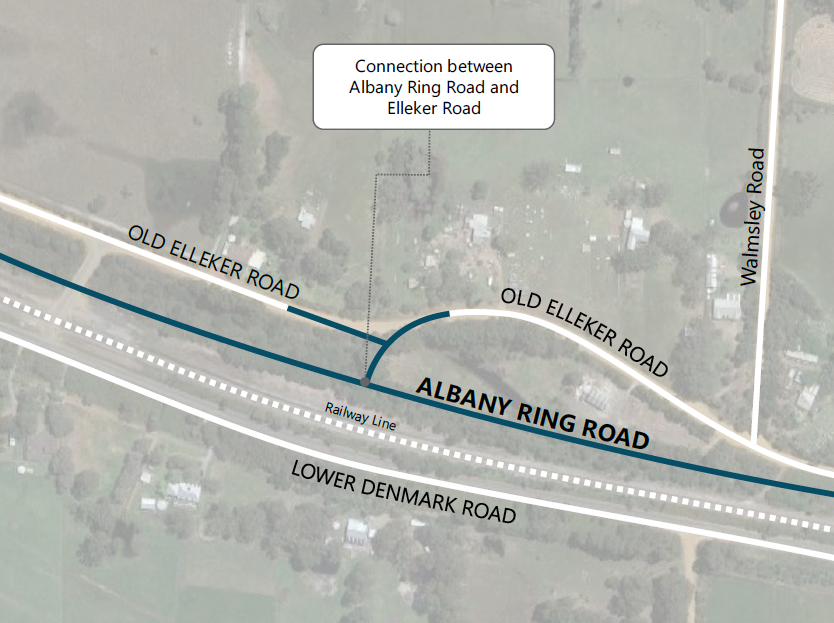 Connection between
Albany Ring Road and
Elleker Road
Walmsley Road
OLD ELLEKER ROAD
OLD ELLEKER ROAD
ALBANY RING ROAD
Railway Line
LOWER DENMARK ROAD